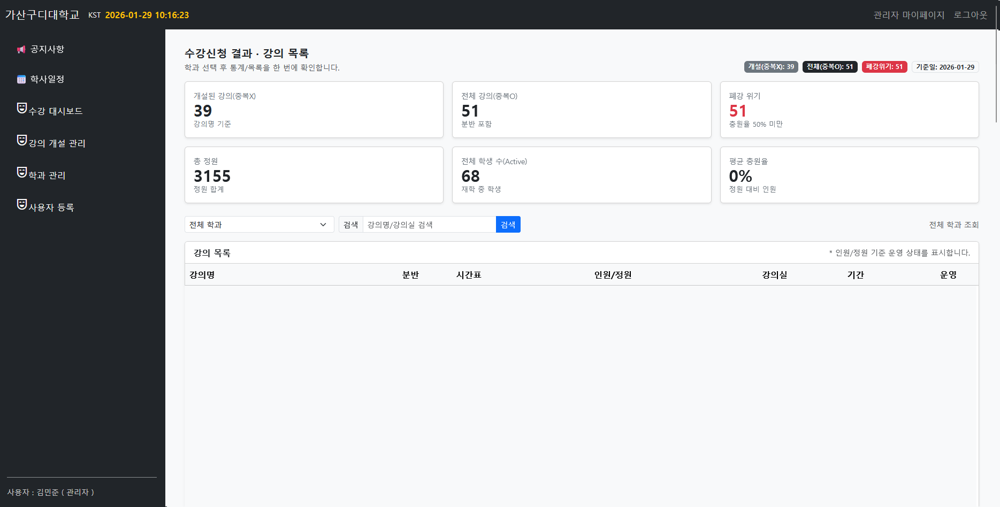 가산구디대학교 KST 2026-01-29 10:16:23 관리자 마이페이지 로그아웃
공지사항
학사일정
수강 대시보드
강의 개설 관리
학과 관리
사용자 등록
사용자 : 김민준 ( 관리자 )
수강신청 결과 · 강의 목록
학과 선택 후 통계/목록을 한 번에 확인합니다.
개설(중복X): 39 전체(중복O): 51 폐강위기: 51 기준일: 2026-01-29
개설된 강의(중복X)
39
강의명 기준
전체 강의(중복O)
51
분반 포함
폐강 위기
51
충원율 50% 미만
총 정원
3155
정원 합계
전체 학생 수(Active)
68
재학 중 학생
평균 충원율
0%
정원 대비 인원
전체 학과 검색 강의명/강의실 검색 검색 전체 학과 조회
강의 목록 * 인원/정원 기준 운영 상태를 표시합니다.
강의명 분반 시간표 인원/정원 강의실 기간 운영